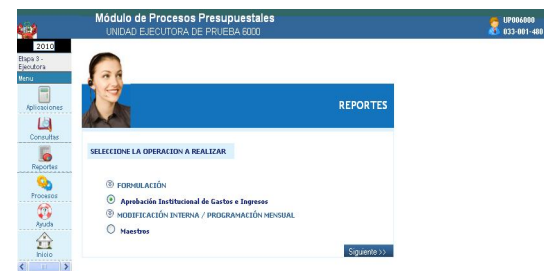 Módulo de Procesos Presupuestales
UNIDAD EJECUTORA DE PRUEBA 6000
UP006000
033-001-480
2010
Etapa 3 -
Ejecutora
Menu
Aplicaciones
Consultas
Reportes
Procesos
Ayuda
Inicio
REPORTES
SELECCIONE LA OPERACION A REALIZAR
FORMULACIÓN
Aprobación Institucional de Gastos e Ingresos
MODIFICACIÓN INTERNA / PROGRAMACIÓN MENSUAL
Maestros
Siguiente >>